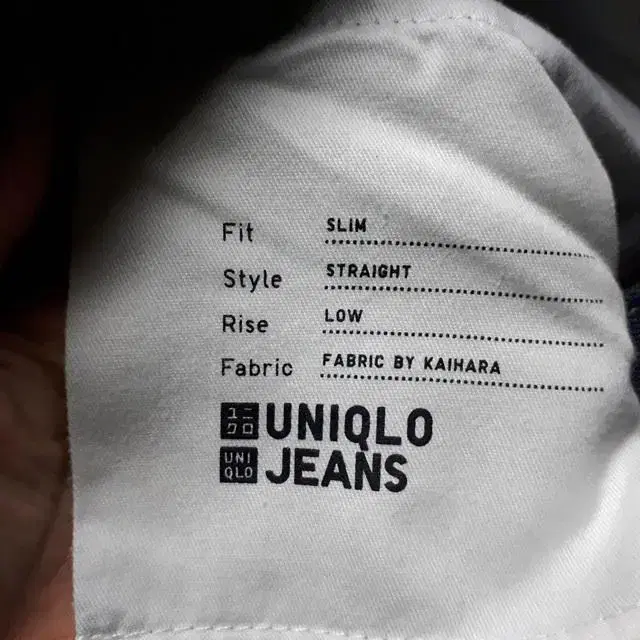 Fit SLIM
Style STRAIGHT
Rise LOW
Fabric FABRIC BY KAIHARA
ユニクロ UNIQLO
UNIQLO JEANS